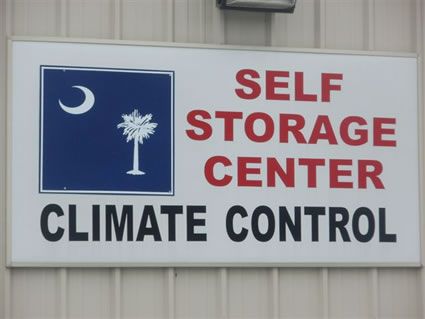 SELF
STORAGE
CENTER
CLIMATE CONTROL